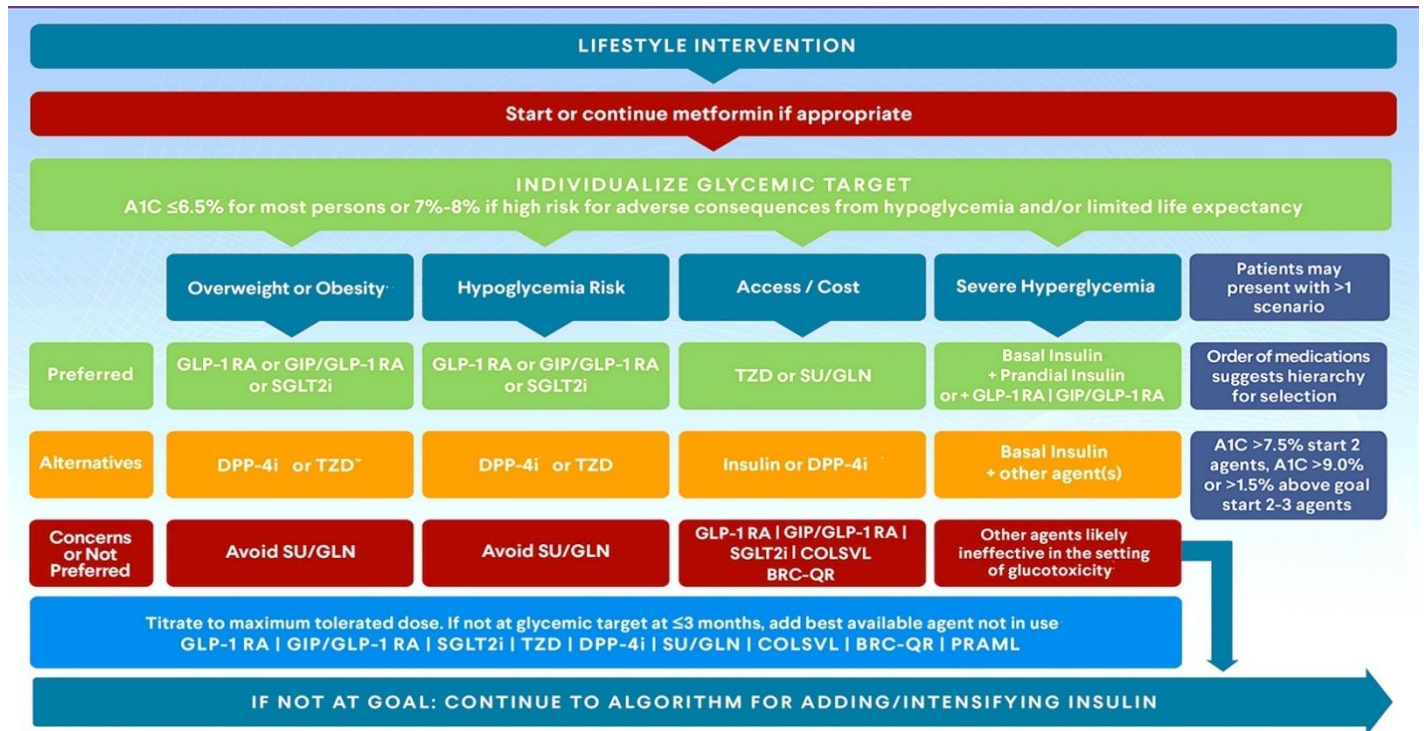 LIFESTYLE INTERVENTION
Start or continue metformin if appropriate
INDIVIDUALIZE GLYCEMIC TARGET
A1C ≤6.5% for most persons or 7%-8% if high risk for adverse consequences from hypoglycemia and/or limited life expectancy
Overweight or Obesity
Hypoglycemia Risk
Access / Cost
Severe Hyperglycemia
Patients may
present with >1
scenario
Preferred
GLP-1 RA or GIP/GLP-1 RA
or SGLT2i
GLP-1 RA or GIP/GLP-1 RA
or SGLT2i
TZD or SU/GLN
Basal Insulin
+ Prandial Insulin
or + GLP-1 RA | GIP/GLP-1 RA
Order of medications
suggests hierarchy
for selection
Alternatives
DPP-4i or TZD
DPP-4i or TZD
Insulin or DPP-4i
Basal Insulin
+ other agent(s)
A1C >7.5% start 2
agents, A1C >9.0%
or >1.5% above goal
start 2-3 agents
Concerns
or Not
Preferred
Avoid SU/GLN
Avoid SU/GLN
GLP-1 RA | GIP/GLP-1 RA |
SGLT2i | COLSVL
BRC-QR
Other agents likely
ineffective in the setting
of glucotoxicity
Titrate to maximum tolerated dose. If not at glycemic target at ≤3 months, add best available agent not in use
GLP-1 RA | GIP/GLP-1 RA | SGLT2i | TZD | DPP-4i | SU/GLN | COLSVL | BRC-QR | PRAML
IF NOT AT GOAL: CONTINUE TO ALGORITHM FOR ADDING/INTENSIFYING INSULIN